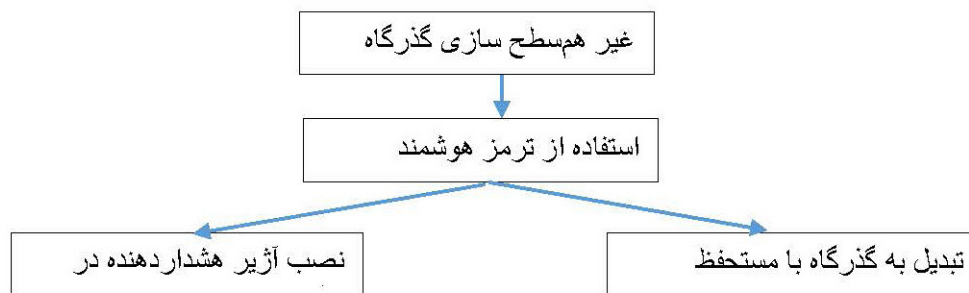 غیر هم‌سطح سازی گذرگاه
استفاده از ترمز هوشمند
تبدیل به گذرگاه با مستحفظ
نصب آژیر هشداردهنده در